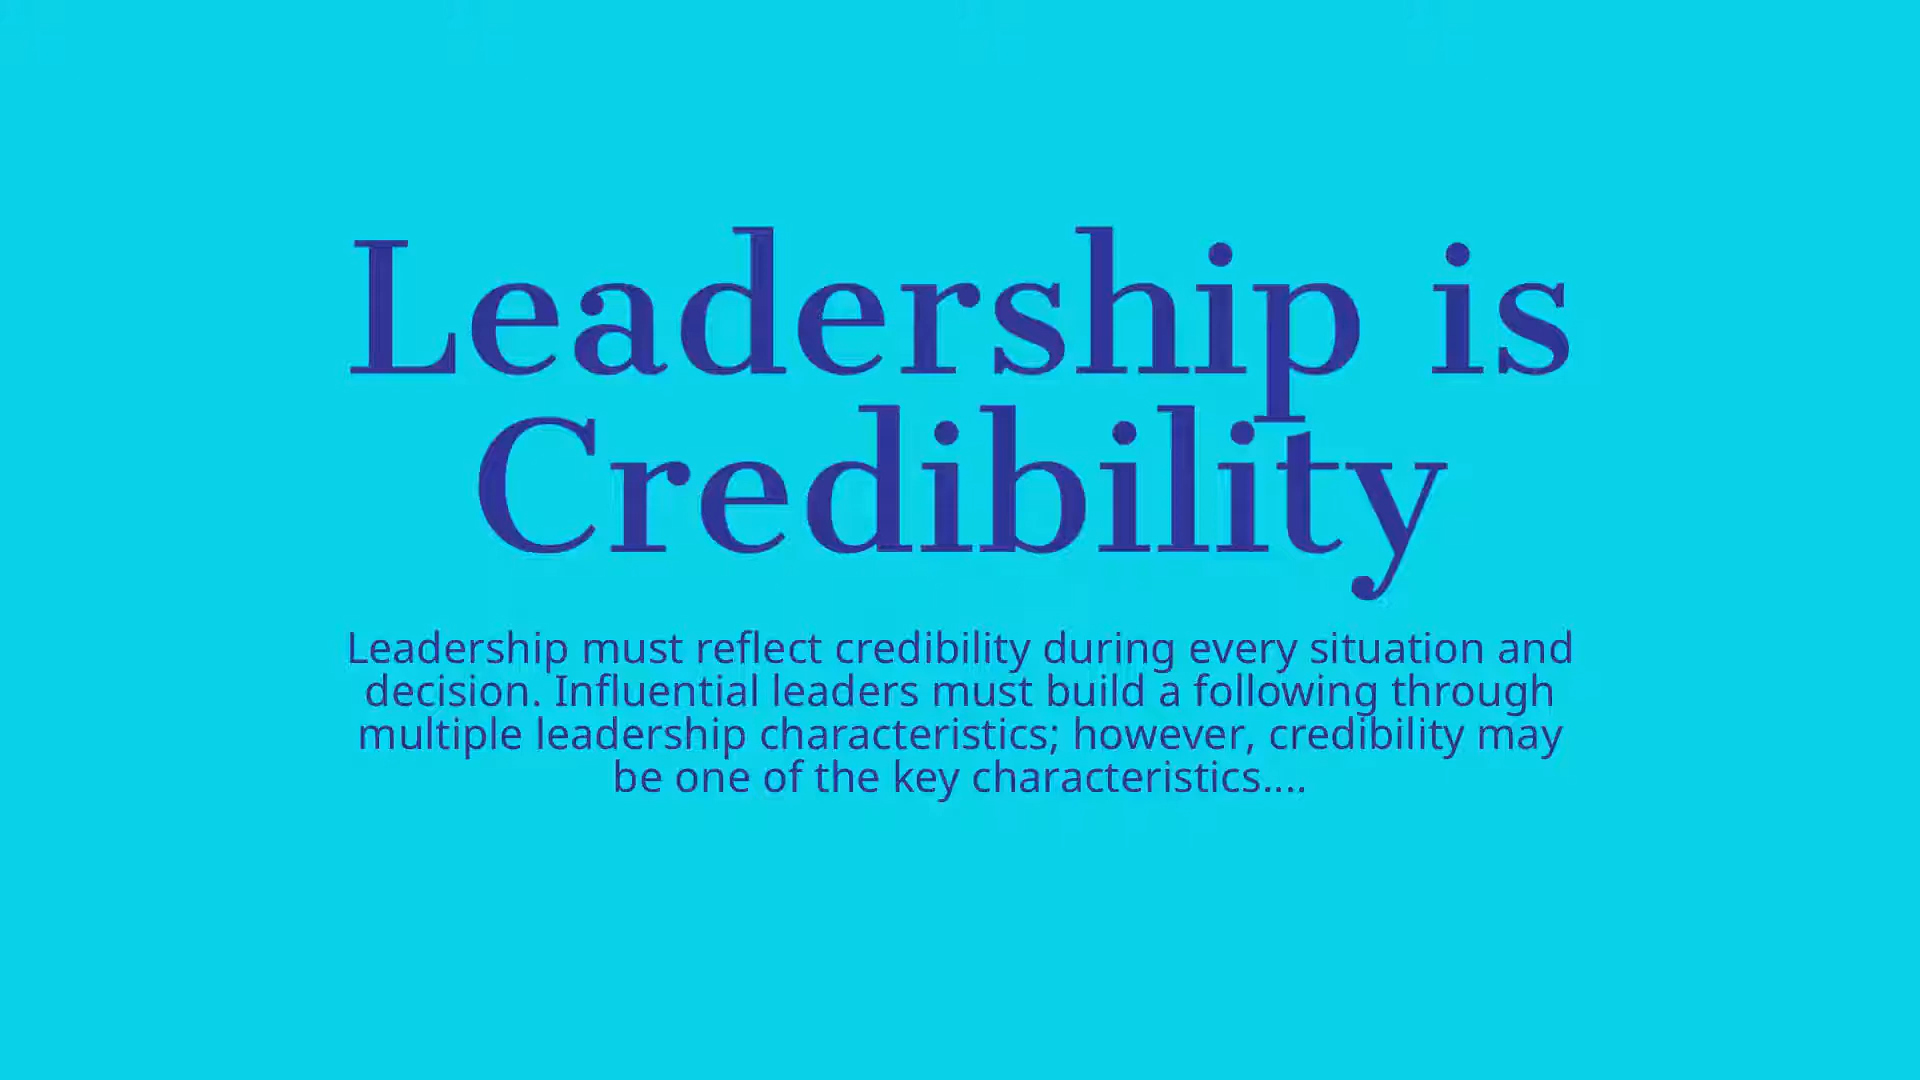 Leadership is
Credibility
Leadership must reflect credibility during every situation and
decision. Influential leaders must build a following through
multiple leadership characteristics; however, credibility may
be one of the key characteristics....